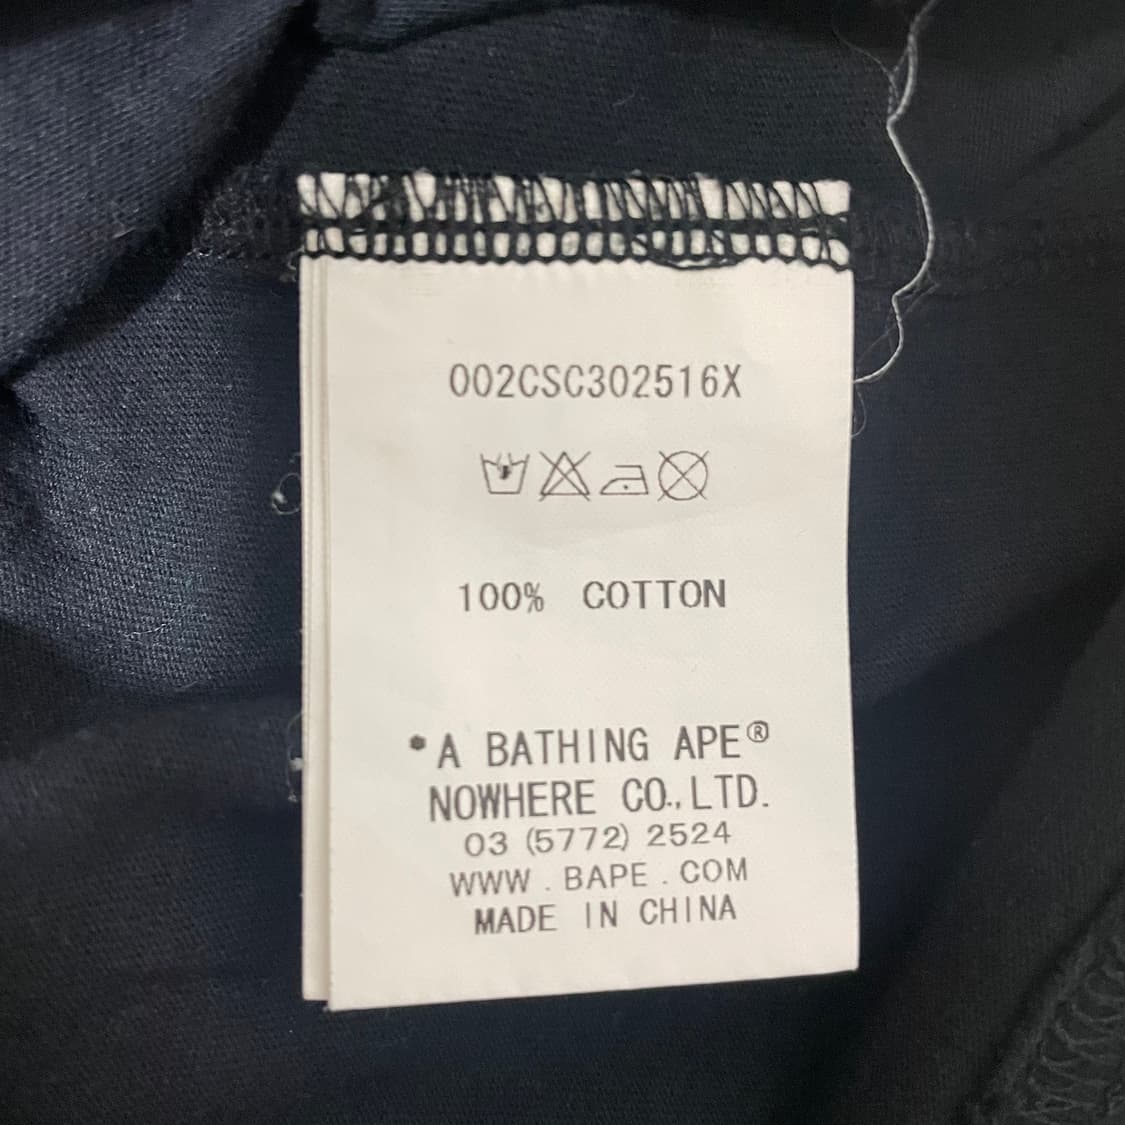 002CSC302516X
100% COTTON
*A BATHING APE®
NOWHERE CO.,LTD.
03 (5772) 2524
WWW . BAPE . COM
MADE IN CHINA